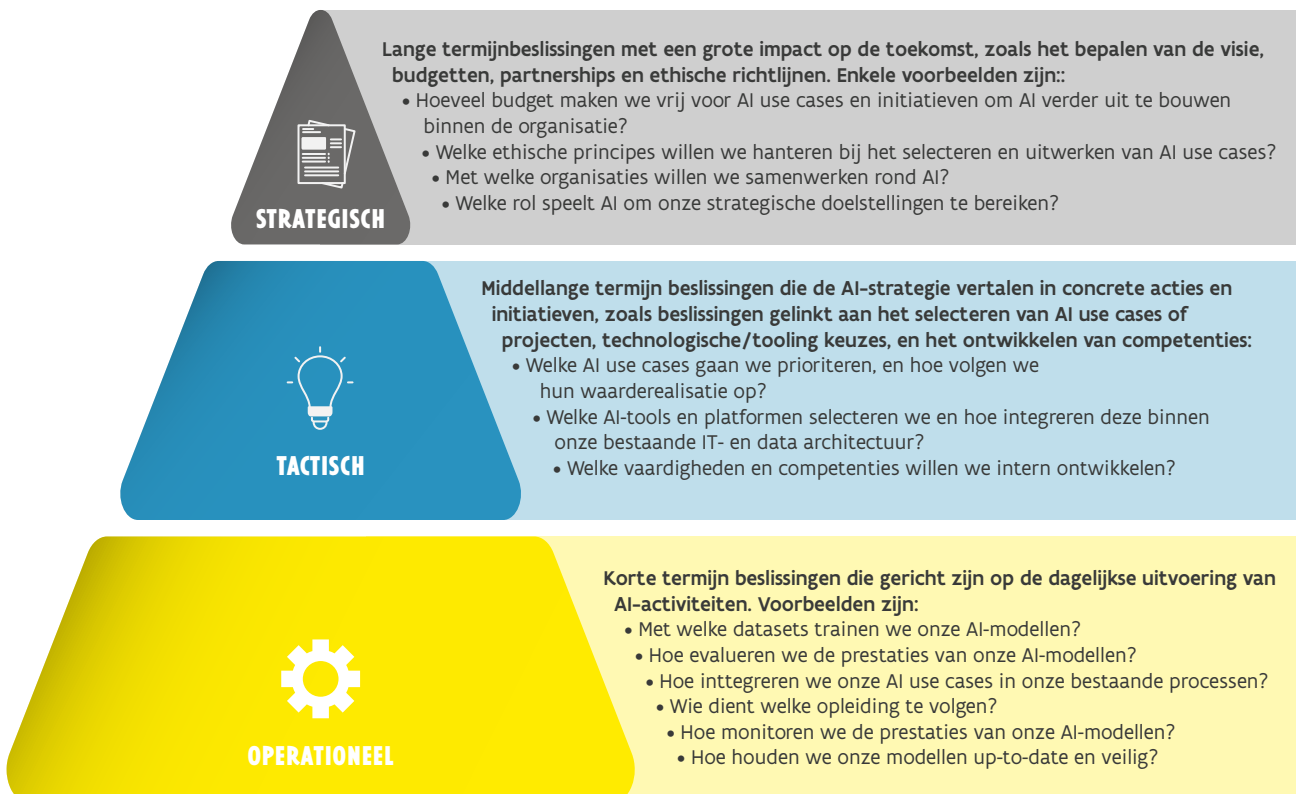 Lange termijnbeslissingen met een grote impact op de toekomst, zoals het bepalen van de visie,
budgetten, partnerships en ethische richtlijnen. Enkele voorbeelden zijn::
• Hoeveel budget maken we vrij voor AI use cases en initiatieven om AI verder uit te bouwen
binnen de organisatie?
• Welke ethische principes willen we hanteren bij het selecteren en uitwerken van AI use cases?
• Met welke organisaties willen we samenwerken rond AI?
• Welke rol speelt AI om onze strategische doelstellingen te bereiken?
STRATEGISCH
Middellange termijn beslissingen die de AI-strategie vertalen in concrete acties en
initiatieven, zoals beslissingen gelinkt aan het selecteren van AI use cases of
projecten, technologische/tooling keuzes, en het ontwikkelen van competenties:
• Welke AI use cases gaan we prioriteren, en hoe volgen we
hun waarderealisatie op?
• Welke AI-tools en platformen selecteren we en hoe integreren deze binnen
onze bestaande IT- en data architectuur?
• Welke vaardigheden en competenties willen we intern ontwikkelen?
TACTISCH
Korte termijn beslissingen die gericht zijn op de dagelijkse uitvoering van
AI-activiteiten. Voorbeelden zijn:
• Met welke datasets trainen we onze AI-modellen?
• Hoe evalueren we de prestaties van onze AI-modellen?
• Hoe inttegreren we onze AI use cases in onze bestaande processen?
• Wie dient welke opleiding te volgen?
• Hoe monitoren we de prestaties van onze AI-modellen?
• Hoe houden we onze modellen up-to-date en veilig?
OPERATIONEEL